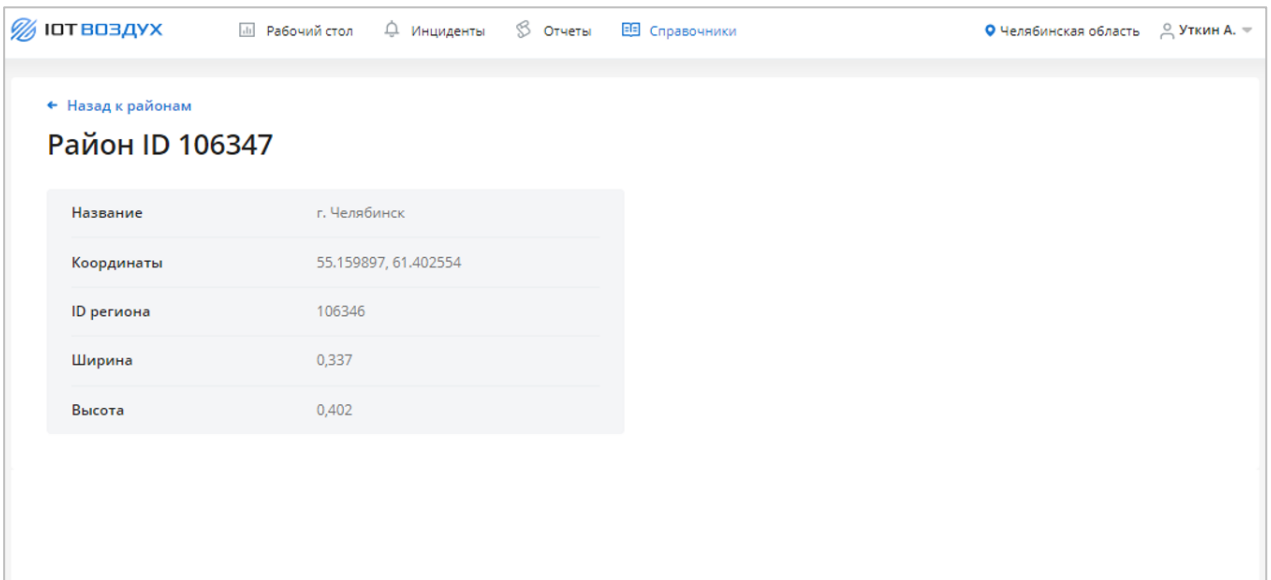 IOT ВОЗДУХ Рабочий стол Инциденты Отчеты Справочники Челябинская область Уткин А.
Назад к районам
Район ID 106347
Название г. Челябинск
Координаты 55.159897, 61.402554
ID региона 106346
Ширина 0,337
Высота 0,402